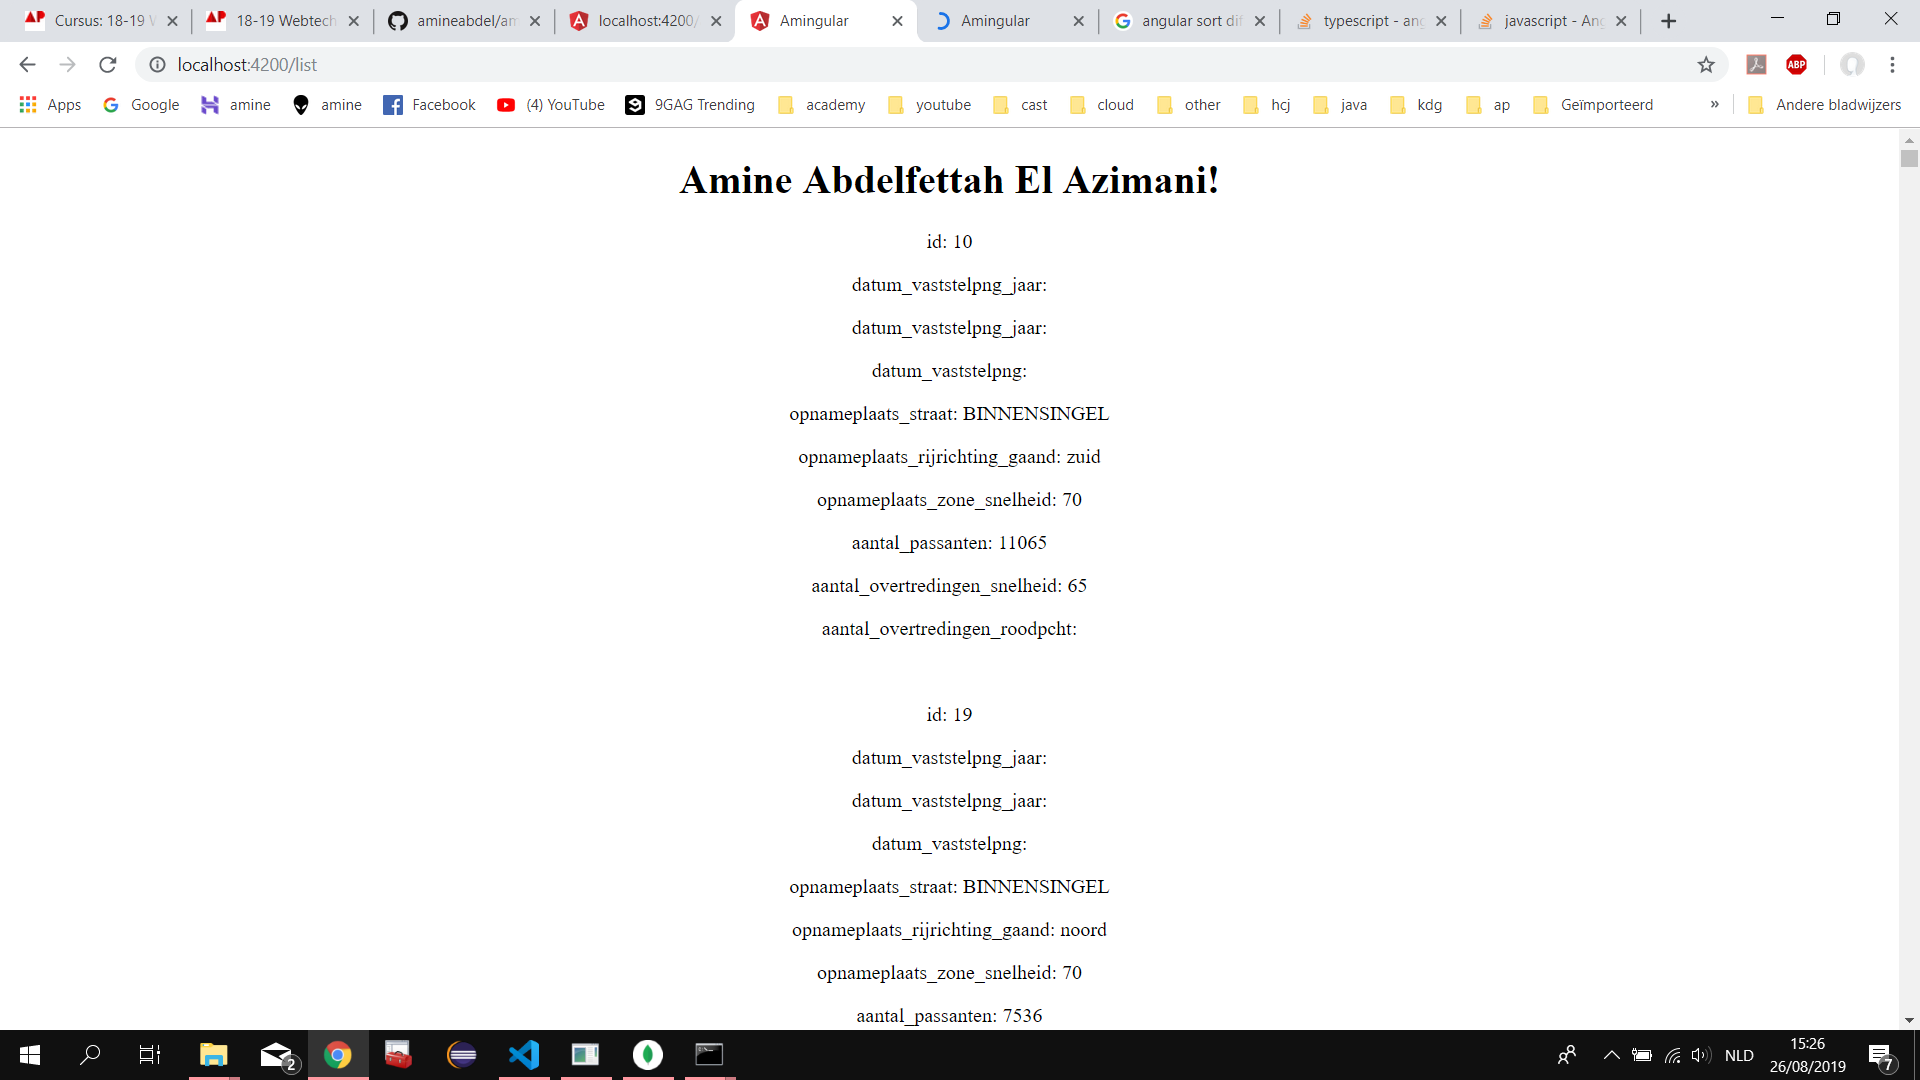 Cursus: 18-19 W
18-19 Webtech
amineabdel/am
localhost:4200/
Amingular
Amingular
angular sort dif
typescript - ang
javascript - Ang
localhost:4200/list
ABP
Apps
Google
amine
amine
Facebook
(4) YouTube
9GAG Trending
academy
youtube
cast
cloud
other
hcj
java
kdg
ap
Geïmporteerd
»
Andere bladwijzers
Amine Abdelfettah El Azimani!
id: 10
datum_vaststelpng_jaar:
datum_vaststelpng_jaar:
datum_vaststelpng:
opnameplaats_straat: BINNENSINGEL
opnameplaats_rijrichting_gaand: zuid
opnameplaats_zone_snelheid: 70
aantal_passanten: 11065
aantal_overtredingen_snelheid: 65
aantal_overtredingen_roodpcht:
id: 19
datum_vaststelpng_jaar:
datum_vaststelpng_jaar:
datum_vaststelpng:
opnameplaats_straat: BINNENSINGEL
opnameplaats_rijrichting_gaand: noord
opnameplaats_zone_snelheid: 70
aantal_passanten: 7536
2
NLD
15:26
26/08/2019
7